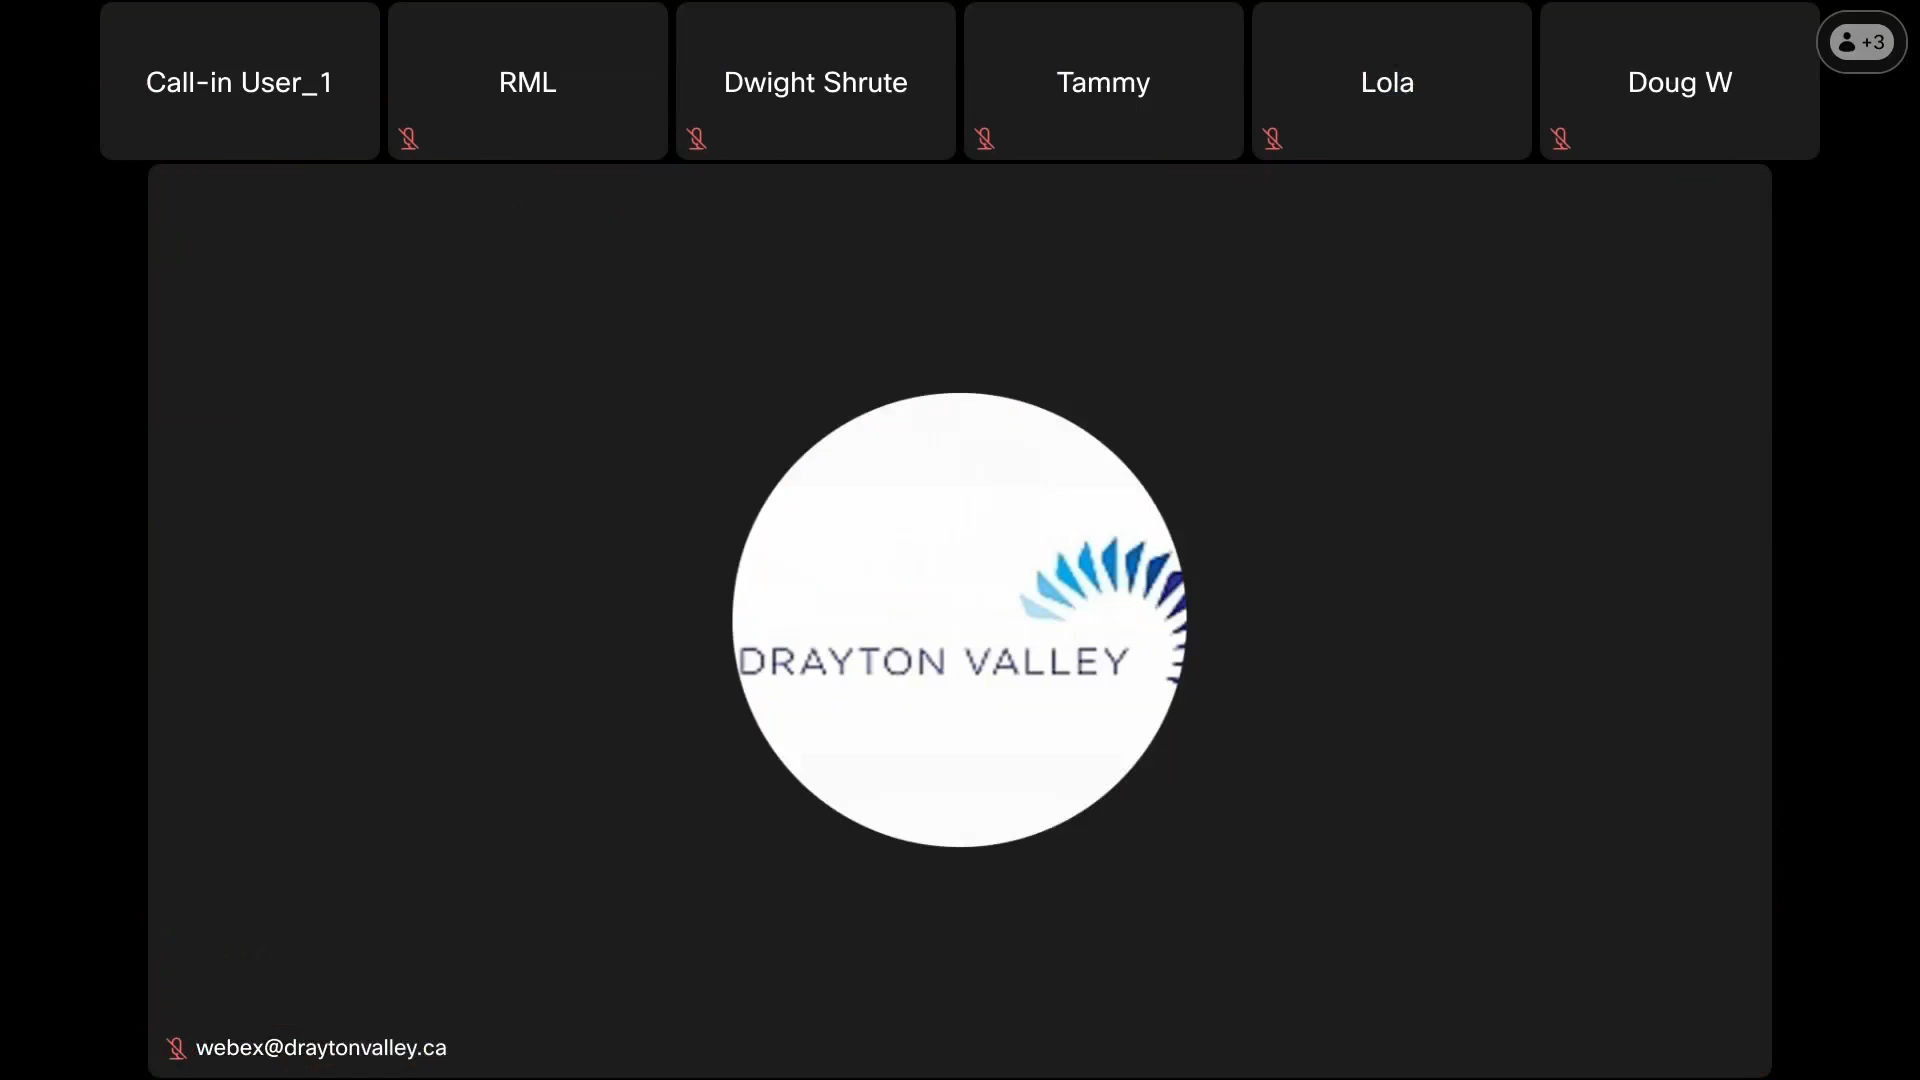 Call-in User_1
RML
Dwight Shrute
Tammy
Lola
Doug W
+3
DRAYTON VALLEY
webex@draytonvalley.ca